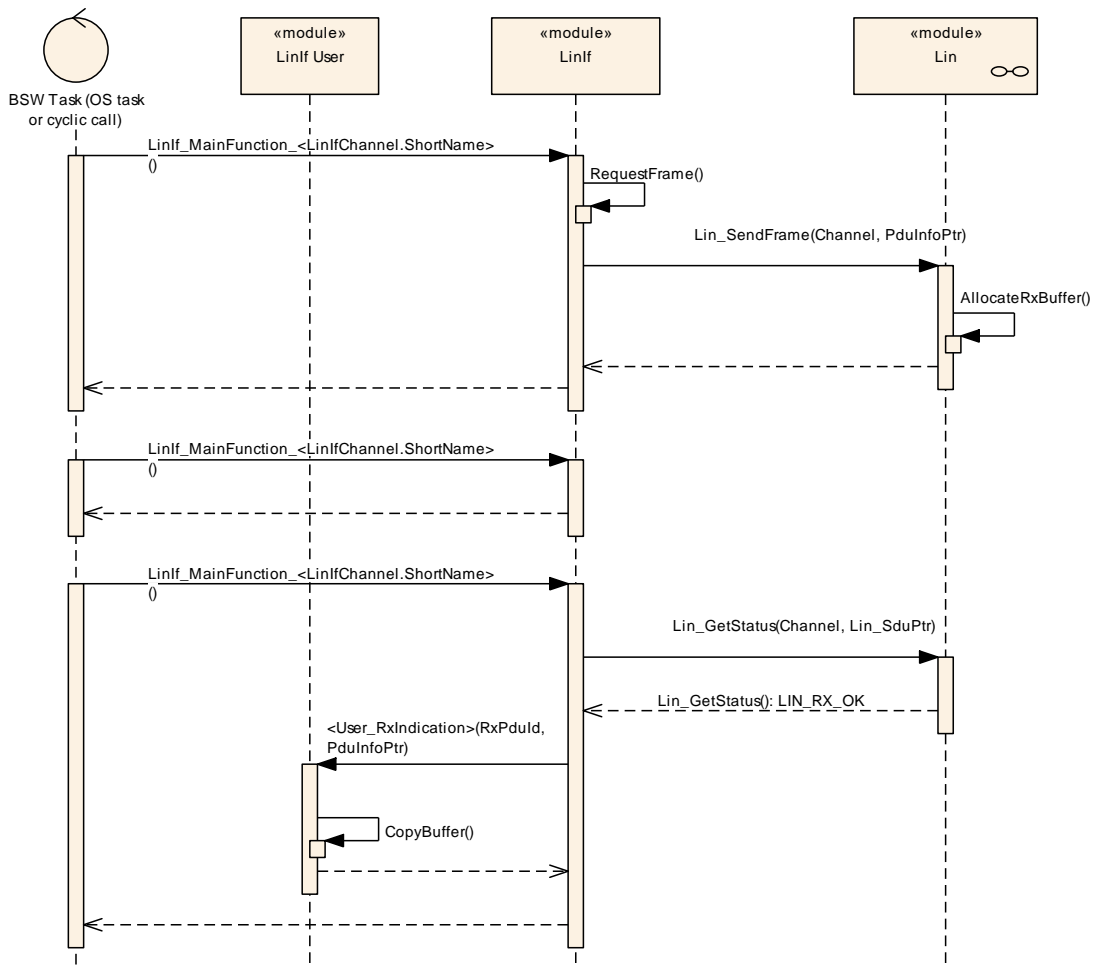 «module»
LinIf User
«module»
LinIf
«module»
Lin
BSW Task (OS task
or cyclic call)
LinIf_MainFunction_<LinIfChannel.ShortName>
()
RequestFrame()
Lin_SendFrame(Channel, PduInfoPtr)
AllocateRxBuffer()
LinIf_MainFunction_<LinIfChannel.ShortName>
()
LinIf_MainFunction_<LinIfChannel.ShortName>
()
Lin_GetStatus(Channel, Lin_SduPtr)
Lin_GetStatus(): LIN_RX_OK
<User_RxIndication>(RxPduId,
PduInfoPtr)
CopyBuffer()